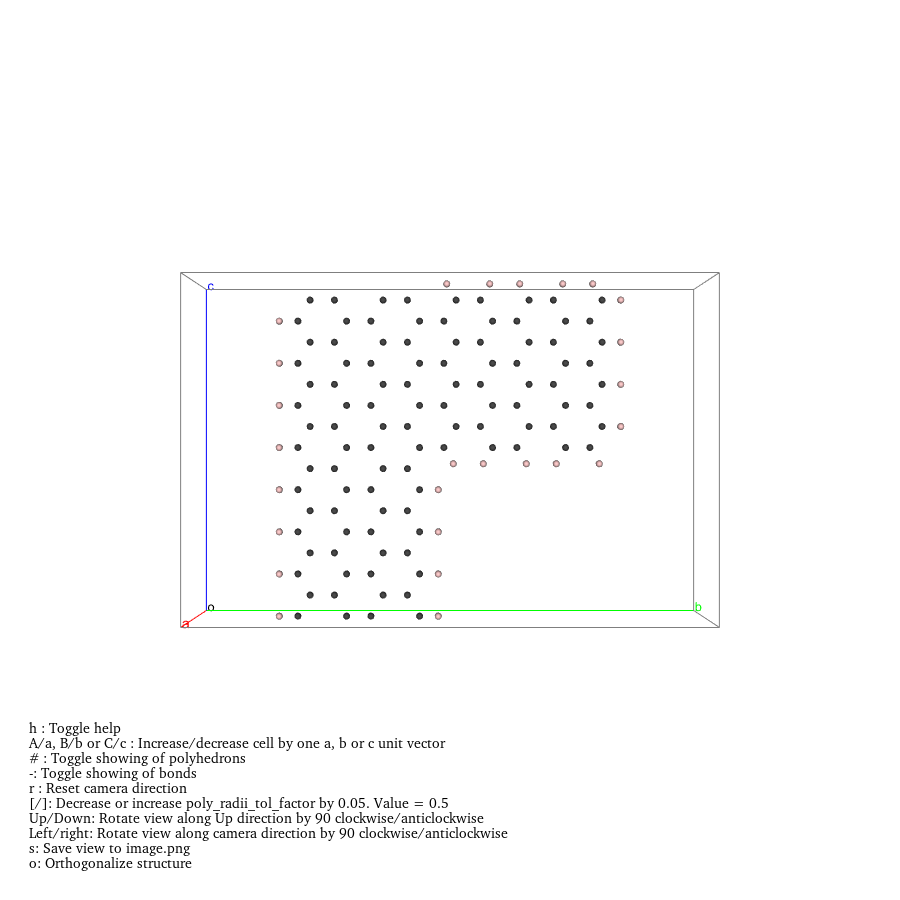 c
o
b
a
h : Toggle help
A/a, B/b or C/c : Increase/decrease cell by one a, b or c unit vector
# : Toggle showing of polyhedrons
-: Toggle showing of bonds
r : Reset camera direction
[/]: Decrease or increase poly_radii_tol_factor by 0.05. Value = 0.5
Up/Down: Rotate view along Up direction by 90 clockwise/anticlockwise
Left/right: Rotate view along camera direction by 90 clockwise/anticlockwise
s: Save view to image.png
o: Orthogonalize structure